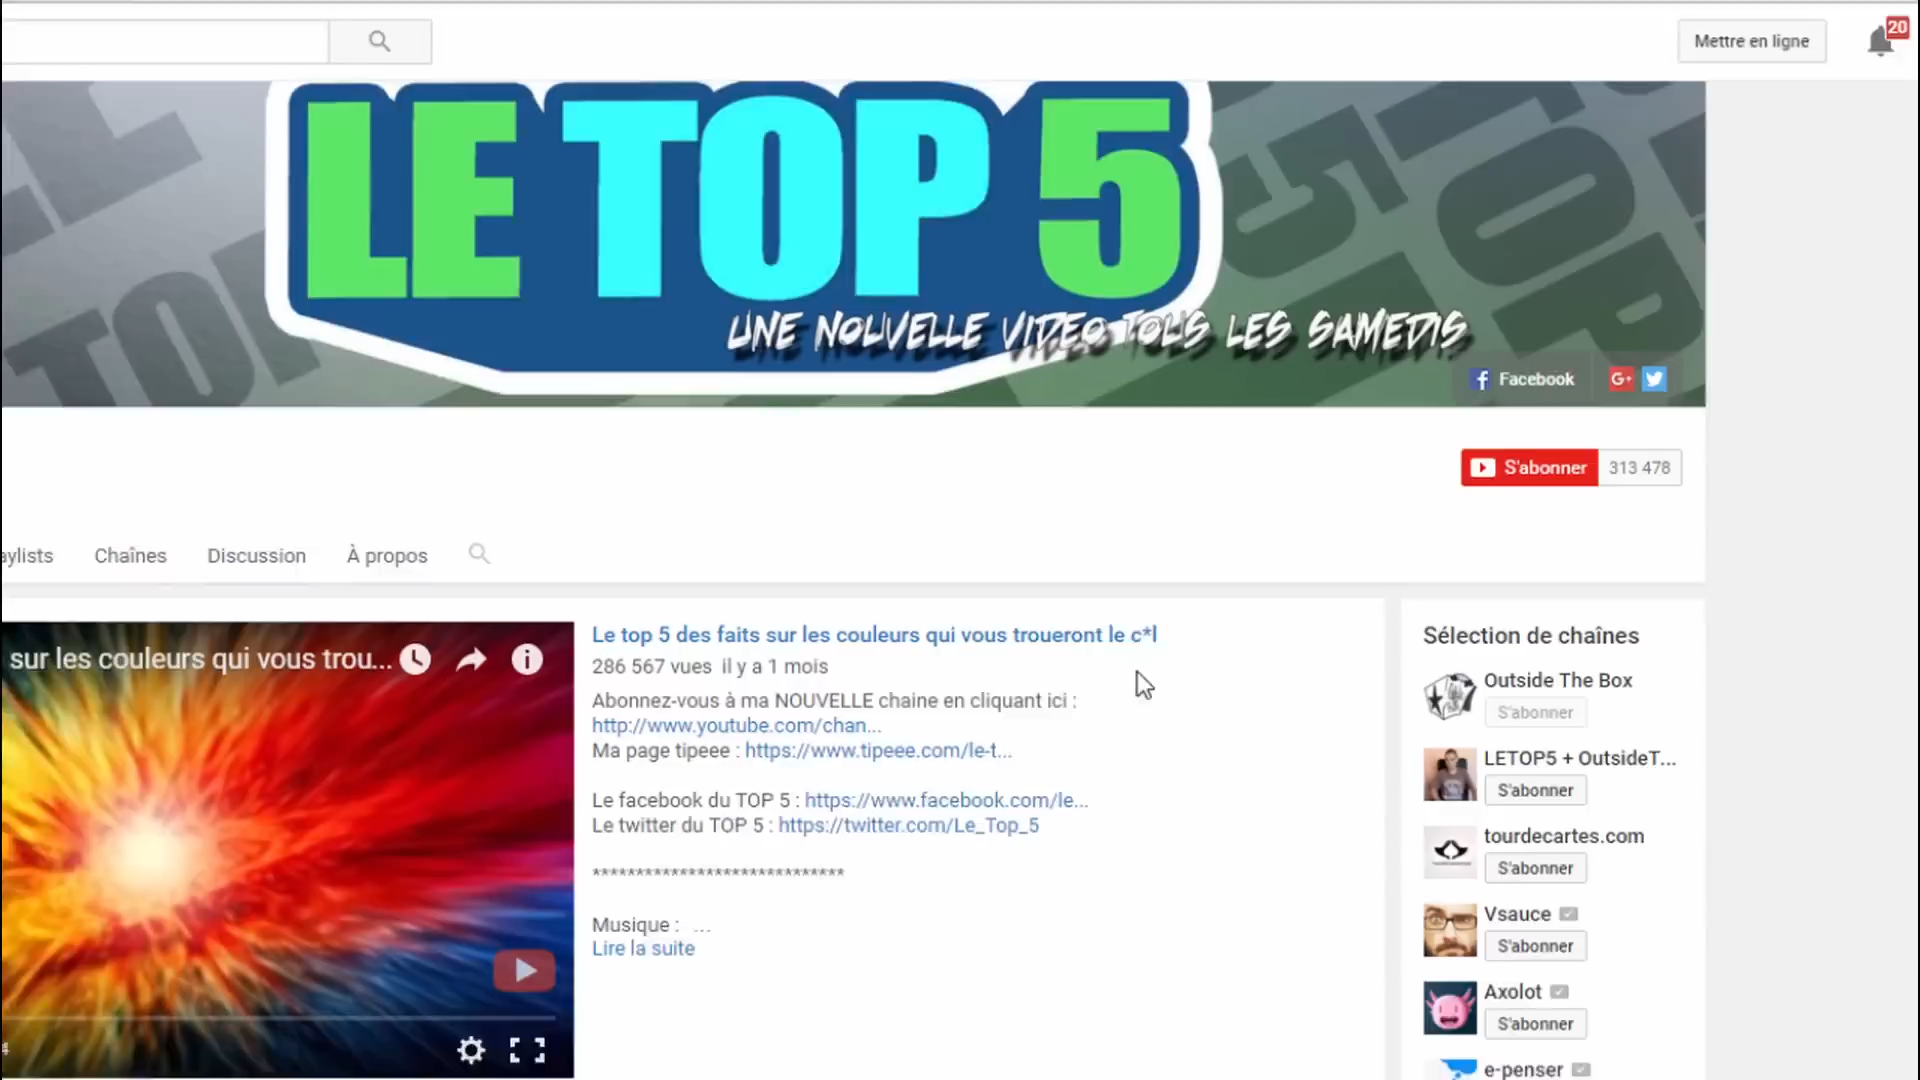 Mettre en ligne
20
LE TOP 5
UNE NOUVELLE VIDEO TOUS LES SAMEDIS
Facebook
G+
S'abonner 313 478
aylists Chaînes Discussion À propos
sur les couleurs qui vous trou...
Le top 5 des faits sur les couleurs qui vous troueront le c*l
286 567 vues il y a 1 mois
Abonnez-vous à ma NOUVELLE chaine en cliquant ici :
http://www.youtube.com/chan...
Ma page tipeee : https://www.tipeee.com/le-t...
Le facebook du TOP 5 : https://www.facebook.com/le...
Le twitter du TOP 5 : https://twitter.com/Le_Top_5
*****************************
Musique : ...
Lire la suite
Sélection de chaînes
Outside The Box
S'abonner
LETOP5 + OutsideT...
S'abonner
tourdecartes.com
S'abonner
Vsauce
S'abonner
Axolot
S'abonner
e-penser